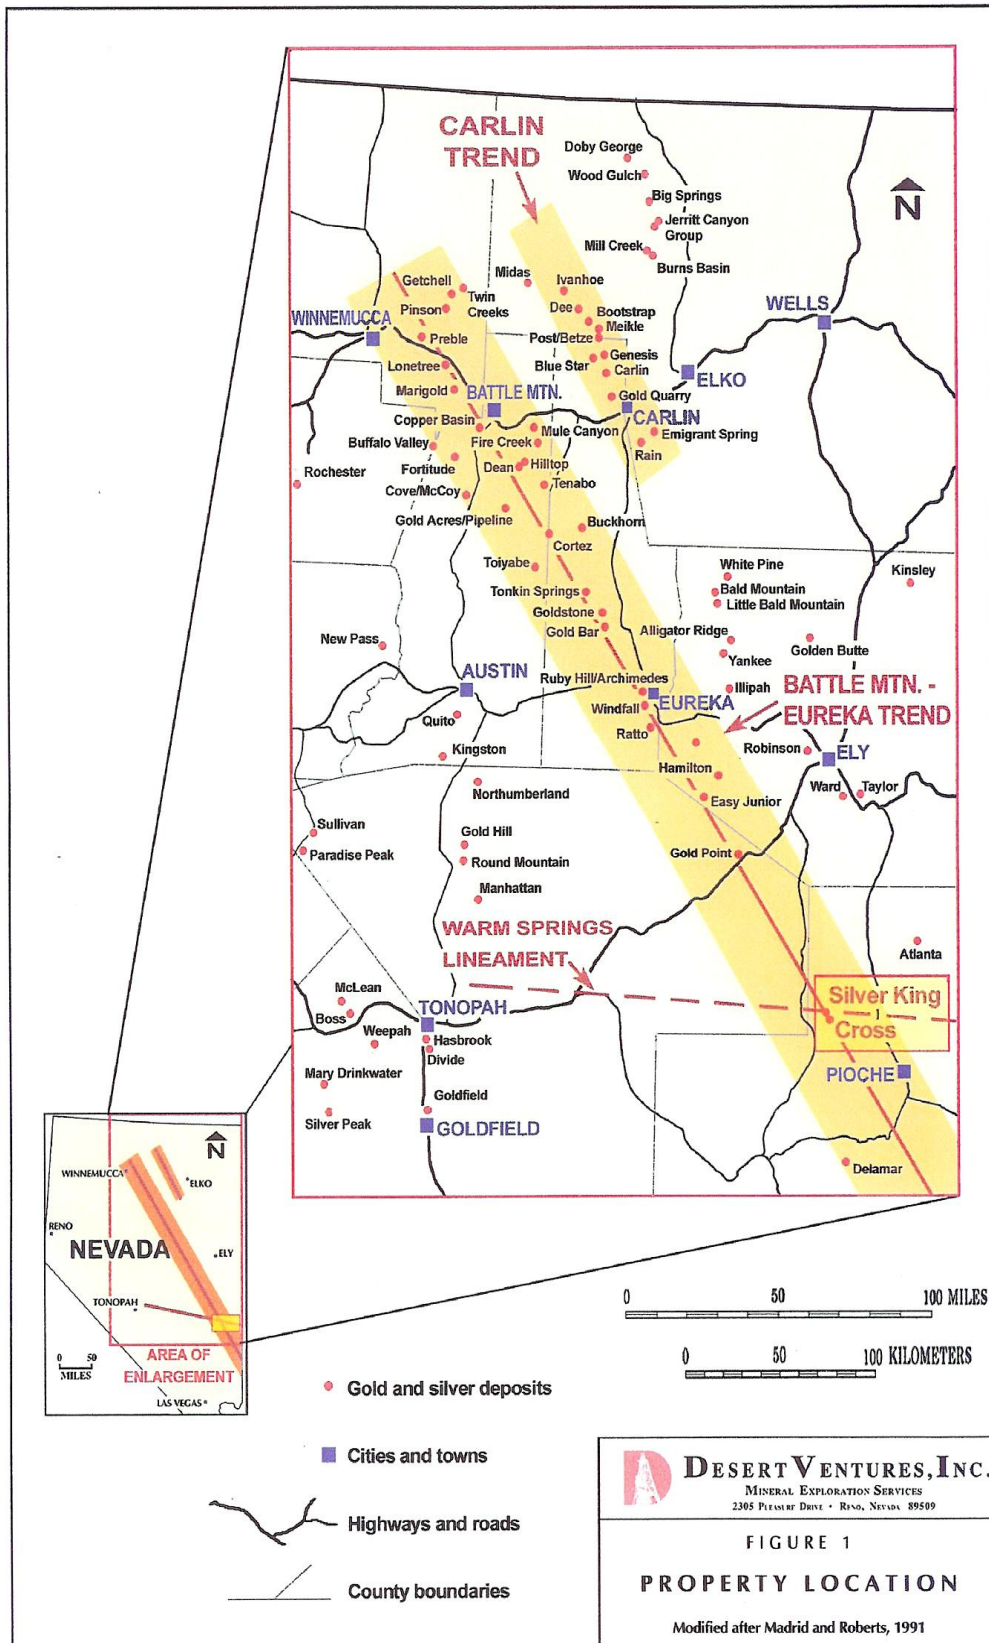 CARLIN
TREND
Doby George
Wood Gulch
Big Springs
Jerritt Canyon
Group
Mill Creek
Burns Basin
N
Midas
Ivanhoe
Getchell
Twin
Creeks
Pinson
Dee
Bootstrap
Meikle
WELLS
WINNEMUCCA
Preble
Post/Betze
Genesis
Blue Star
Carlin
Lonetree
ELKO
Marigold
BATTLE MTN.
Gold Quarry
CARLIN
Copper Basin
Mule Canyon
Emigrant Spring
Buffalo Valley
Fire Creek
Rain
Rochester
Fortitude
Dean
Hilltop
Cove/McCoy
Tenabo
Gold Acres/Pipeline
Buckhorn
Cortez
Toiyabe
White Pine
Kinsley
Tonkin Springs
Bald Mountain
Little Bald Mountain
Goldstone
Gold Bar
Alligator Ridge
Golden Butte
New Pass
Yankee
Ruby Hill/Archimedes
Illipah
BATTLE MTN. -
EUREKA TREND
AUSTIN
EUREKA
Windfall
Quito
Ratto
Kingston
Robinson
ELY
Hamilton
Northumberland
Easy Junior
Ward
Taylor
Sullivan
Gold Hill
Paradise Peak
Round Mountain
Gold Point
Manhattan
WARM SPRINGS
LINEAMENT
Atlanta
McLean
Silver King
Cross
Boss
TONOPAH
Weepah
Hasbrook
Divide
Mary Drinkwater
PIOCHE
Goldfield
Silver Peak
GOLDFIELD
Delamar
N
WINNEMUCCA
ELKO
RENO
NEVADA
ELY
TONOPAH
0 50
MILES
AREA OF
ENLARGEMENT
LAS VEGAS
0 50 100 MILES
0 50 100 KILOMETERS
Gold and silver deposits
Cities and towns
Highways and roads
County boundaries
D
DESERT VENTURES, INC.
MINERAL EXPLORATION SERVICES
2305 PLEASURE DRIVE • RENO, NEVADA 89509
FIGURE 1
PROPERTY LOCATION
Modified after Madrid and Roberts, 1991